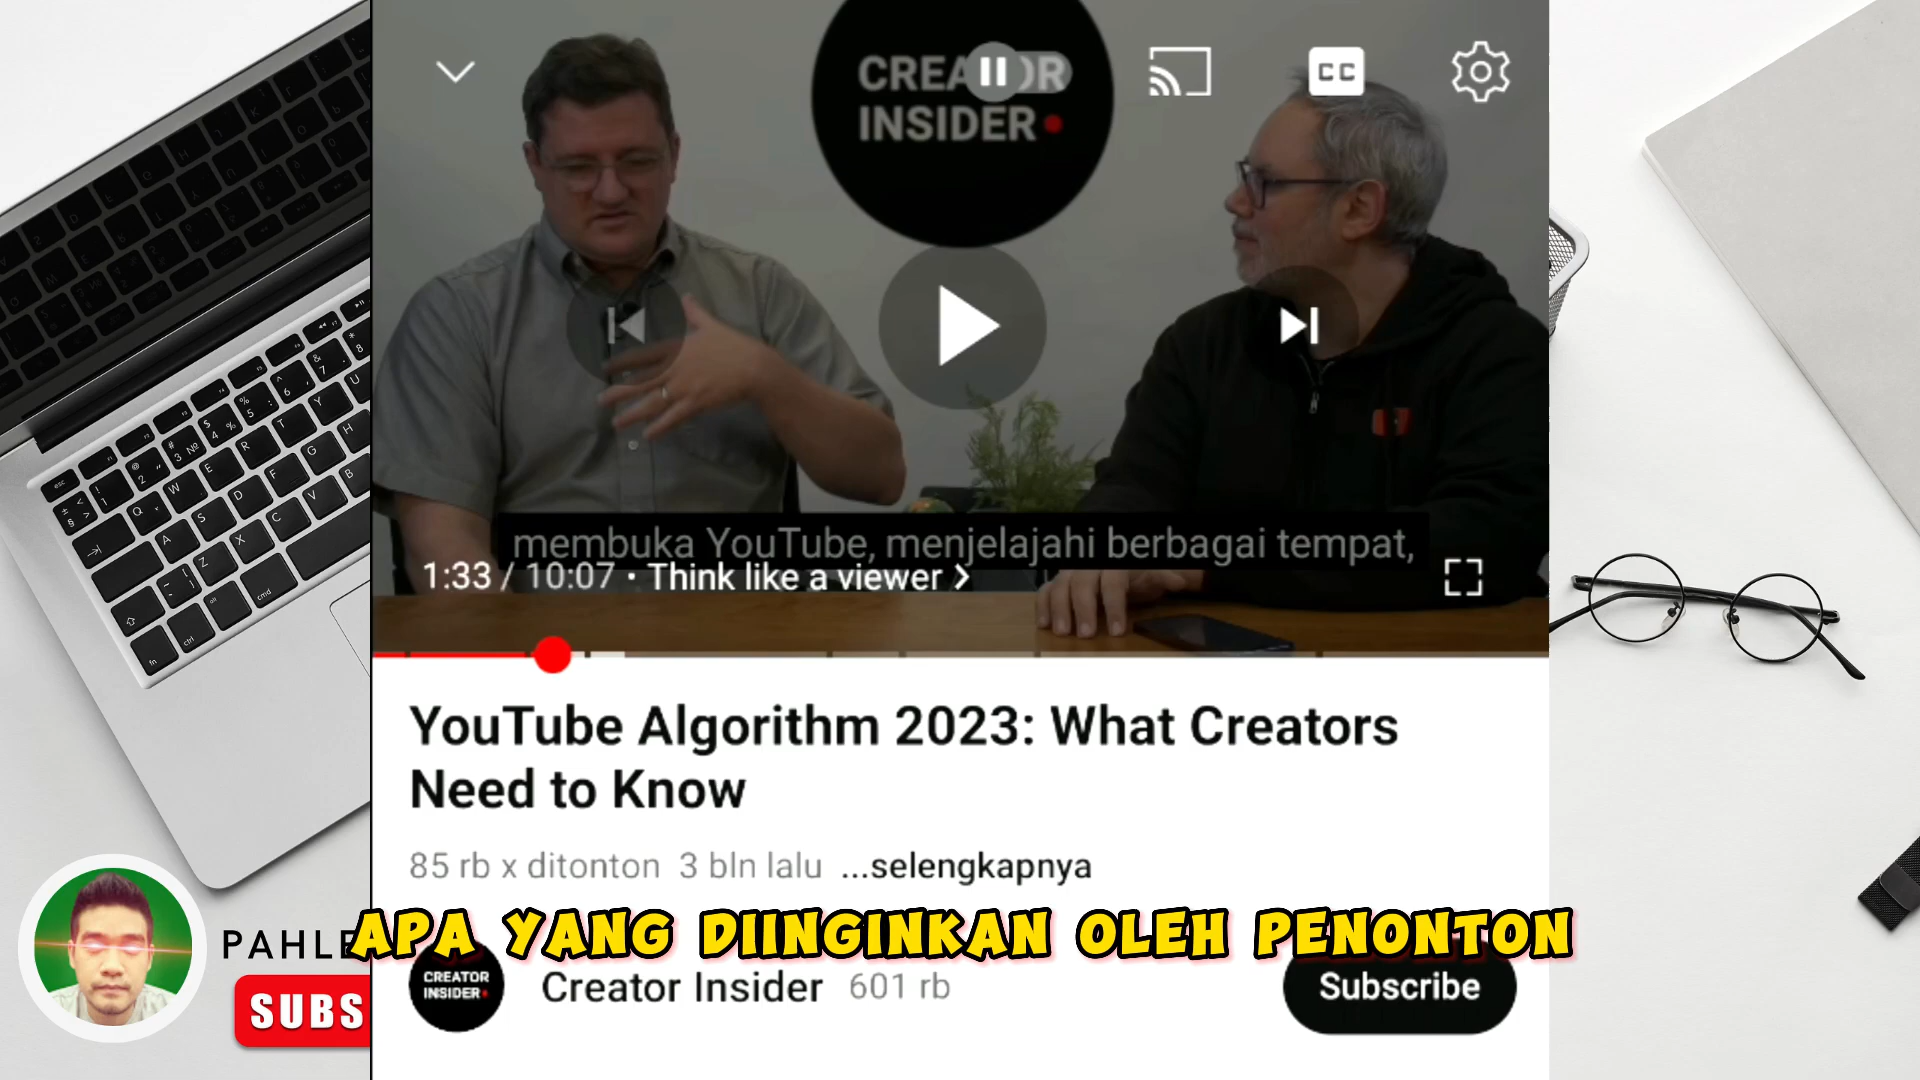 CREATOR
INSIDER
CC
membuka YouTube, menjelajahi berbagai tempat,
1:33 / 10:07 • Think like a viewer >
YouTube Algorithm 2023: What Creators
Need to Know
85 rb x ditonton 3 bln lalu ...selengkapnya
APA YANG DIINGINKAN OLEH PENONTON
PAHLE
SUBS
CREATOR
INSIDER
Creator Insider 601 rb
Subscribe